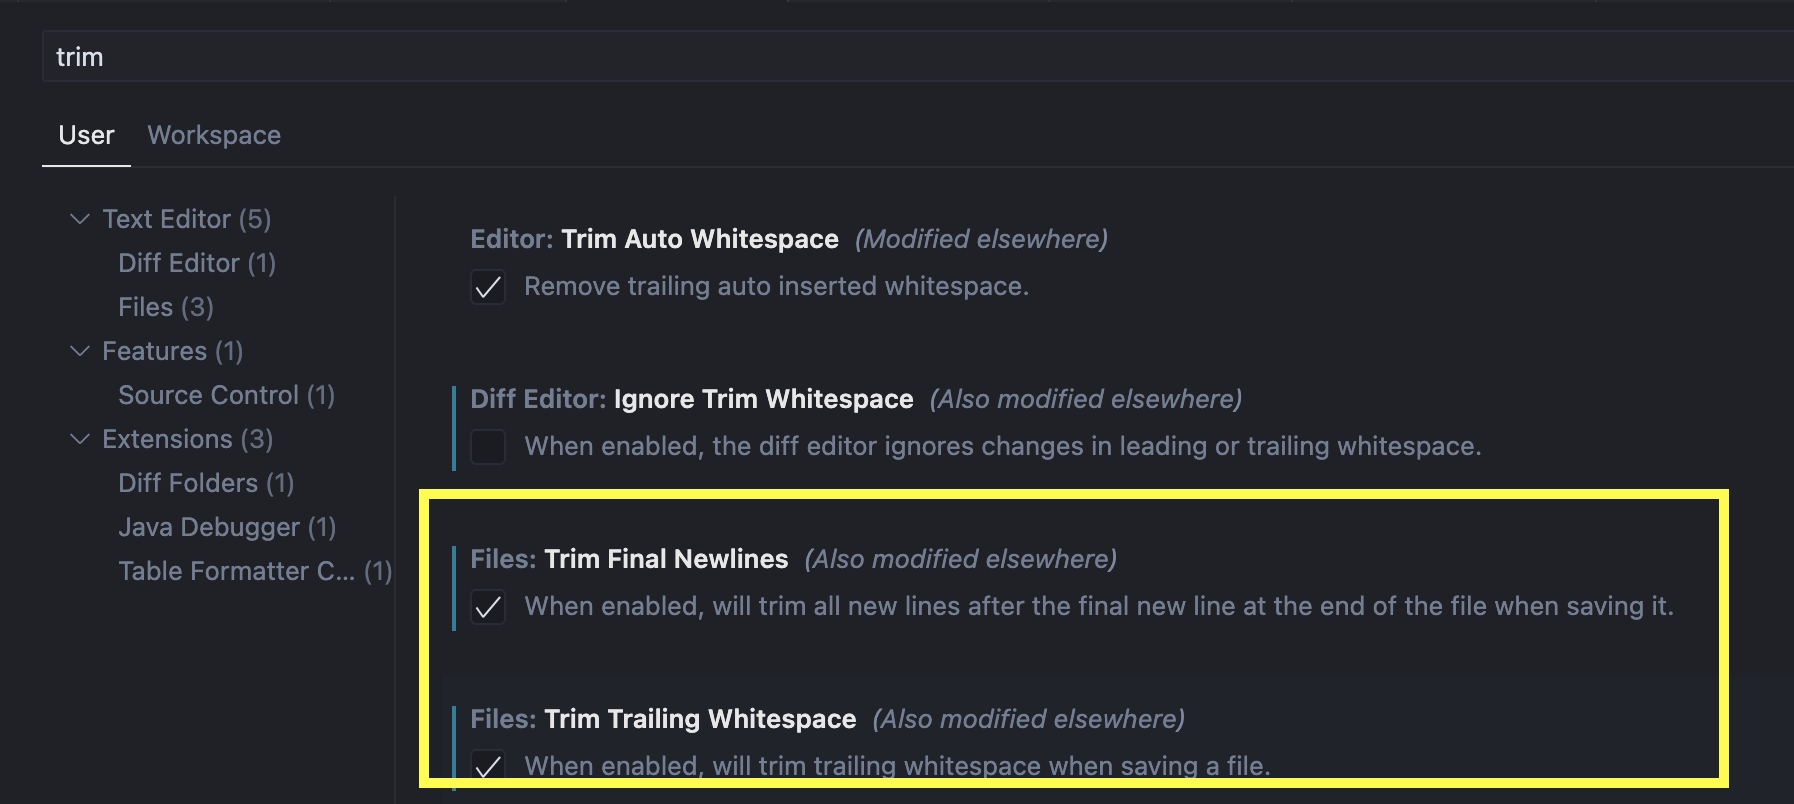 trim
User Workspace
Text Editor (5)
Diff Editor (1)
Files (3)
Features (1)
Source Control (1)
Extensions (3)
Diff Folders (1)
Java Debugger (1)
Table Formatter C... (1)
Editor: Trim Auto Whitespace (Modified elsewhere)
Remove trailing auto inserted whitespace.
Diff Editor: Ignore Trim Whitespace (Also modified elsewhere)
When enabled, the diff editor ignores changes in leading or trailing whitespace.
Files: Trim Final Newlines (Also modified elsewhere)
When enabled, will trim all new lines after the final new line at the end of the file when saving it.
Files: Trim Trailing Whitespace (Also modified elsewhere)
When enabled, will trim trailing whitespace when saving a file.